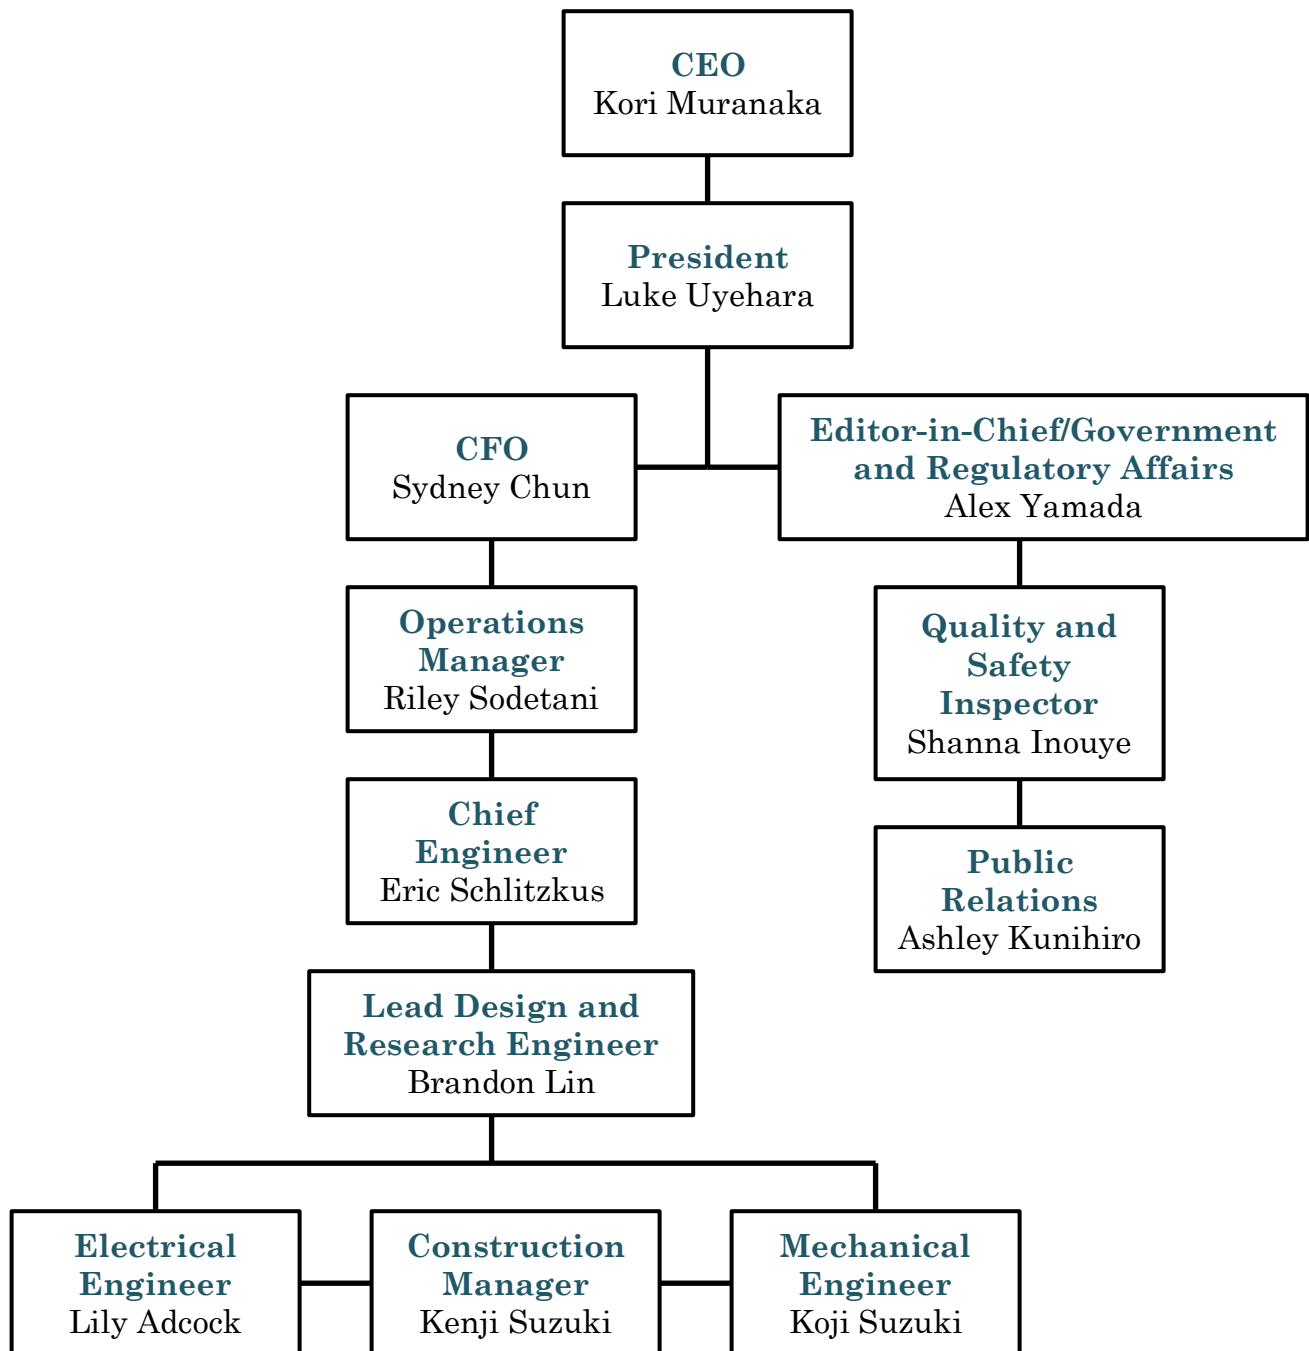 CEO
Kori Muranaka
President
Luke Uyehara
CFO
Sydney Chun
Editor-in-Chief/Government
and Regulatory Affairs
Alex Yamada
Operations
Manager
Riley Sodetani
Quality and
Safety
Inspector
Shanna Inouye
Chief
Engineer
Eric Schlitzkus
Public
Relations
Ashley Kunihiro
Lead Design and
Research Engineer
Brandon Lin
Electrical
Engineer
Lily Adcock
Construction
Manager
Kenji Suzuki
Mechanical
Engineer
Koji Suzuki